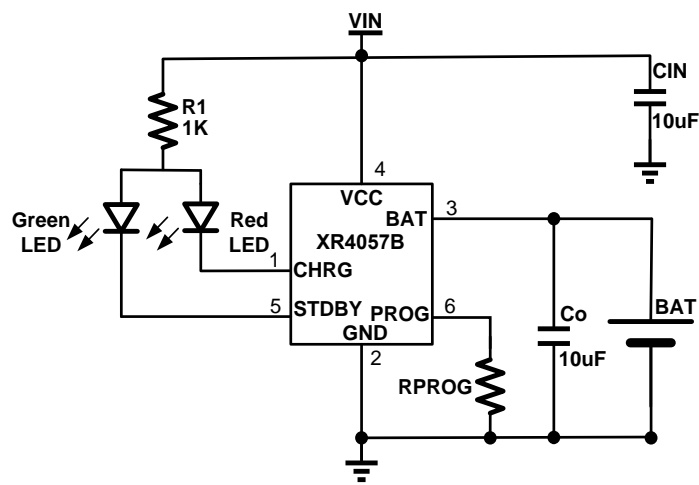 VIN
CIN
10uF
R1
1K
4
VCC
Green
LED
Red
LED
BAT
3
XR4057B
1
CHRG
5
STDBY
PROG
6
GND
2
RPROG
Co
10uF
BAT